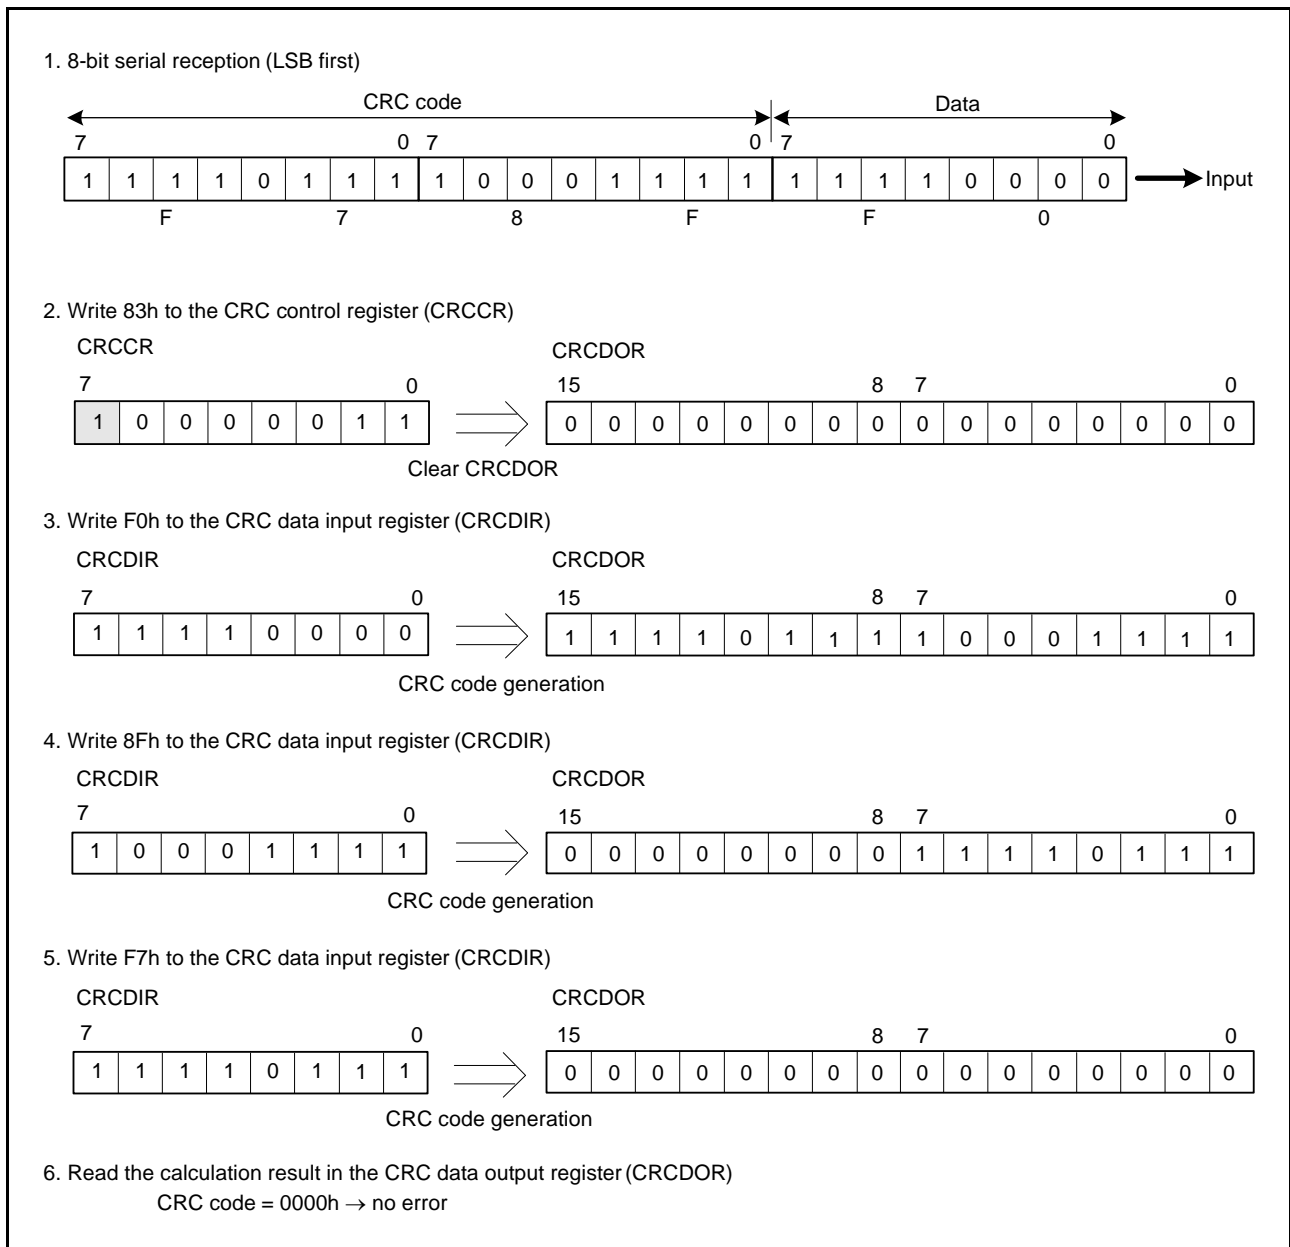 1. 8-bit serial reception (LSB first)
CRC code Data
7 0 7 0 7 0
1 1 1 1 0 1 1 1 1 0 0 0 1 1 1 1 1 1 1 1 0 0 0 0 Input
F 7 8 F F 0
2. Write 83h to the CRC control register (CRCCR)
CRCCR CRCDOR
7 0 15 8 7 0
1 0 0 0 0 0 1 1 0 0 0 0 0 0 0 0 0 0 0 0 0 0 0 0
Clear CRCDOR
3. Write F0h to the CRC data input register (CRCDIR)
CRCDIR CRCDOR
7 0 15 8 7 0
1 1 1 1 0 0 0 0 1 1 1 1 0 1 1 1 1 0 0 0 1 1 1 1
CRC code generation
4. Write 8Fh to the CRC data input register (CRCDIR)
CRCDIR CRCDOR
7 0 15 8 7 0
1 0 0 0 1 1 1 1 0 0 0 0 0 0 0 0 1 1 1 1 0 1 1 1
CRC code generation
5. Write F7h to the CRC data input register (CRCDIR)
CRCDIR CRCDOR
7 0 15 8 7 0
1 1 1 1 0 1 1 1 0 0 0 0 0 0 0 0 0 0 0 0 0 0 0 0
CRC code generation
6. Read the calculation result in the CRC data output register (CRCDOR)
CRC code = 0000h → no error